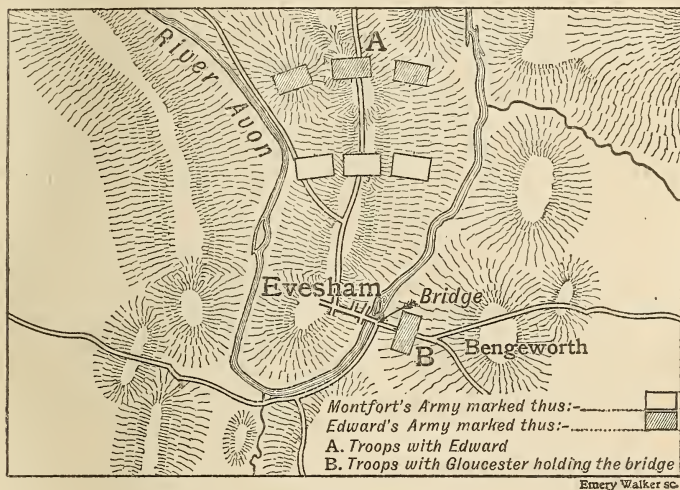 River Avon
A
Evesham
Bridge
B
Bengeworth
Montfort's Army marked thus:-
Edward's Army marked thus:-
A. Troops with Edward
B. Troops with Gloucester holding the bridge
Emery Walker sc.